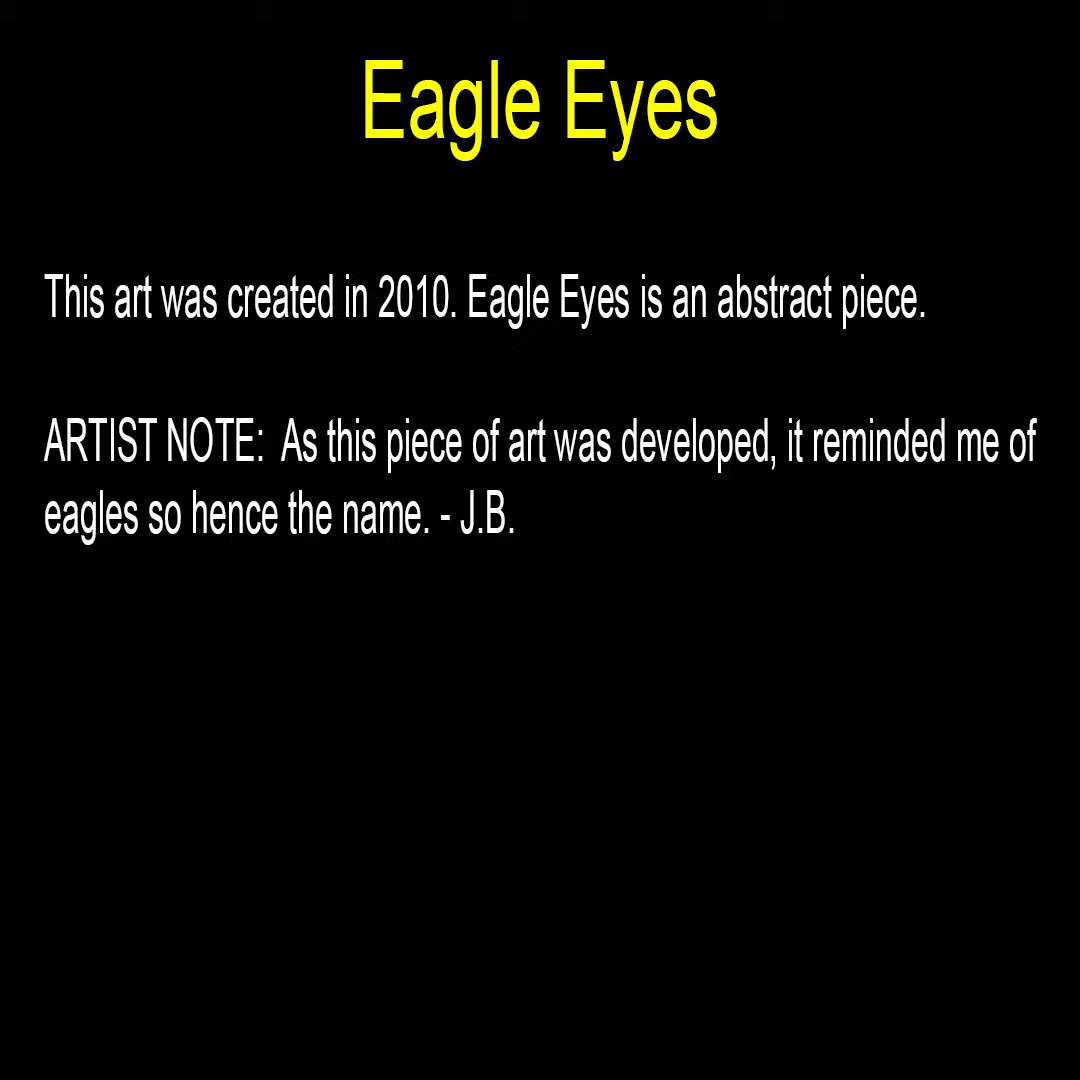 Eagle Eyes
This art was created in 2010. Eagle Eyes is an abstract piece.
ARTIST NOTE:  As this piece of art was developed, it reminded me of
eagles so hence the name. - J.B.